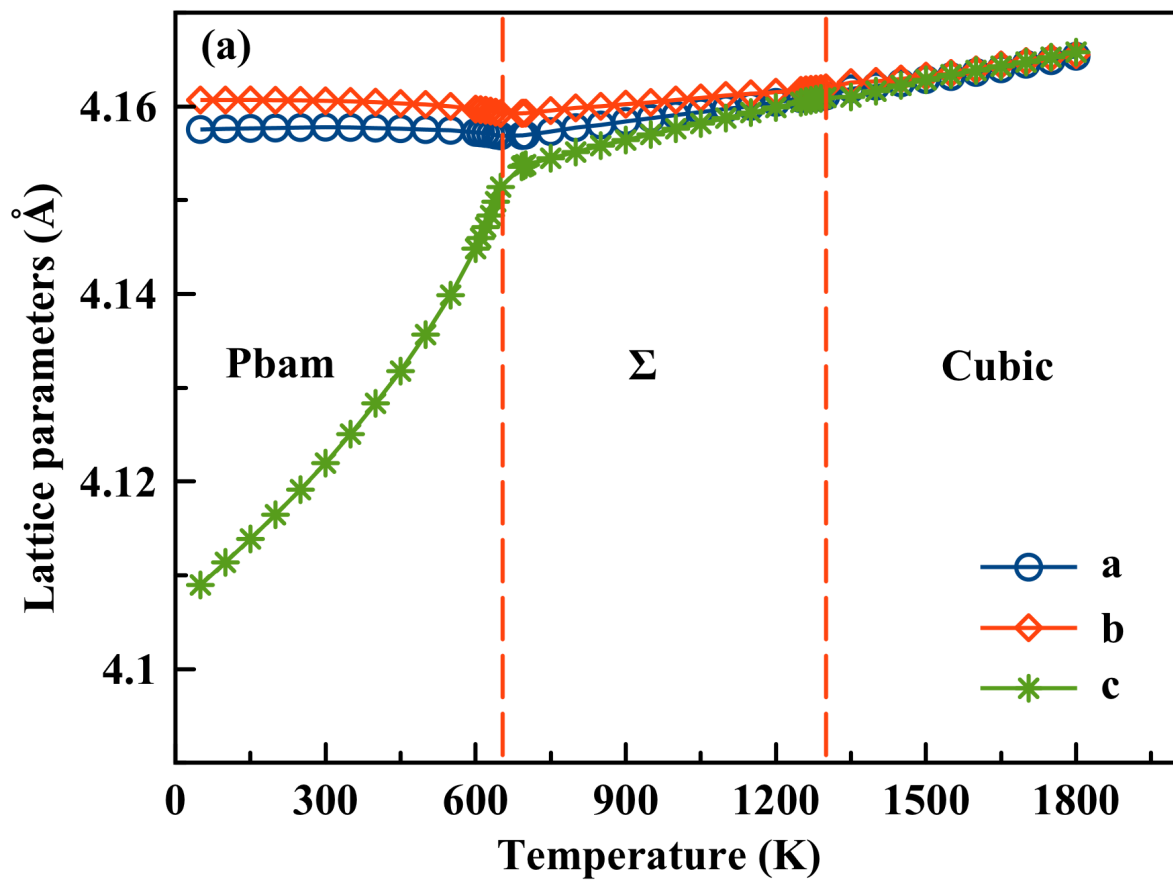 (a)
Lattice parameters (Å)
4.16
4.14
4.12
4.1
Pbam
Σ
Cubic
a
b
c
0 300 600 900 1200 1500 1800
Temperature (K)